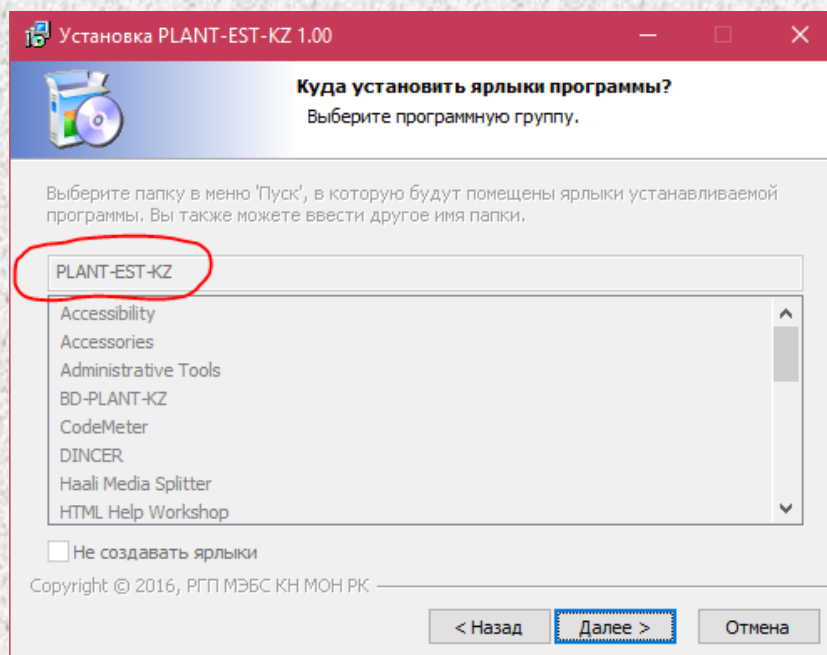 Установка PLANT-EST-KZ 1.00
Куда установить ярлыки программы?
Выберите программную группу.
Выберите папку в меню 'Пуск', в которую будут помещены ярлыки устанавливаемой
программы. Вы также можете ввести другое имя папки.
PLANT-EST-KZ
Accessibility
Accessories
Administrative Tools
BD-PLANT-KZ
CodeMeter
DINCER
Haali Media Splitter
HTML Help Workshop
Не создавать ярлыки
Copyright © 2016, РГП МЭБС КН МОН РК
< Назад
Далее >
Отмена